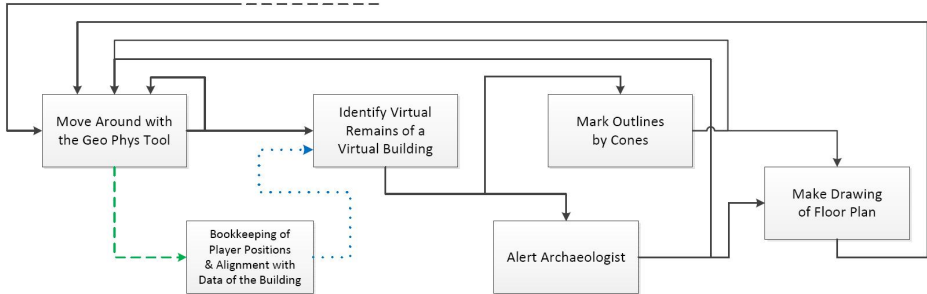 Move Around with
the Geo Phys Tool
Identify Virtual
Remains of a
Virtual Building
Mark Outlines
by Cones
Make Drawing
of Floor Plan
Bookkeeping of
Player Positions
& Alignment with
Data of the Building
Alert Archaeologist